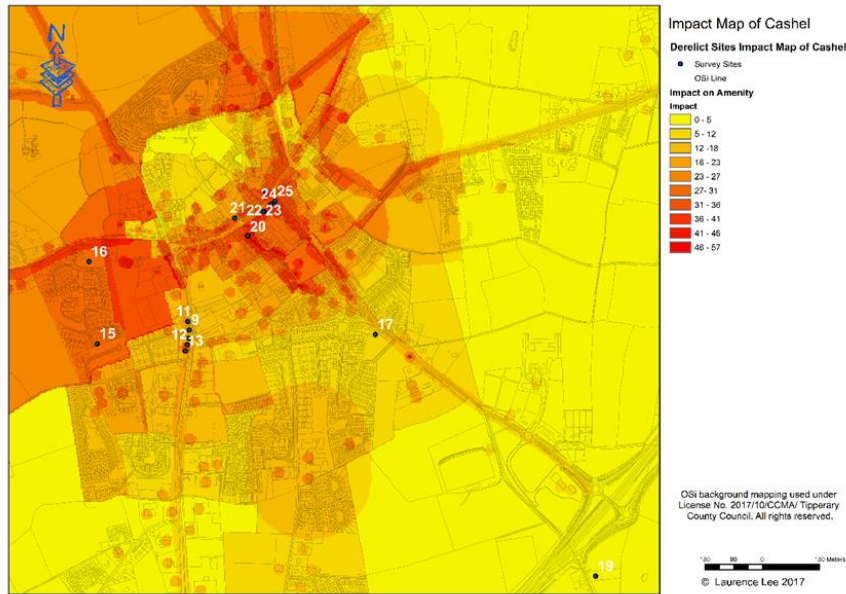 N
Impact Map of Cashel
Derelict Sites Impact Map of Cashel
Survey Sites
OSi Line
Impact on Amenity
Impact
0 - 5
5 - 12
12 - 18
18 - 23
23 - 27
27 - 31
31 - 36
36 - 41
41 - 45
46 - 57
24 25
21 22 23
20
16
11
9
12
13
15
17
19
OSi background mapping used under
License No. 2017/10/CCMA/ Tipperary
County Council. All rights reserved.
90 0
Meters
© Laurence Lee 2017